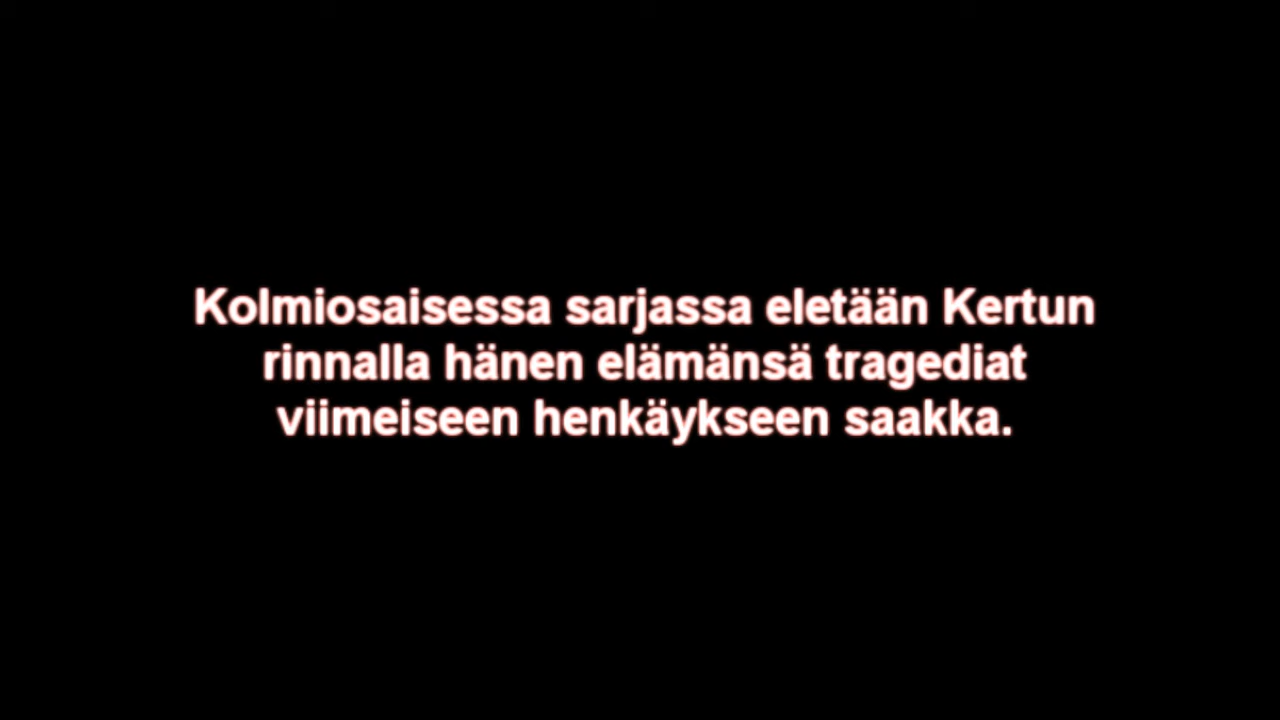 Kolmiosaisessa sarjassa eletään Kertun
rinnalla hänen elämänsä tragediat
viimeiseen henkäykseen saakka.